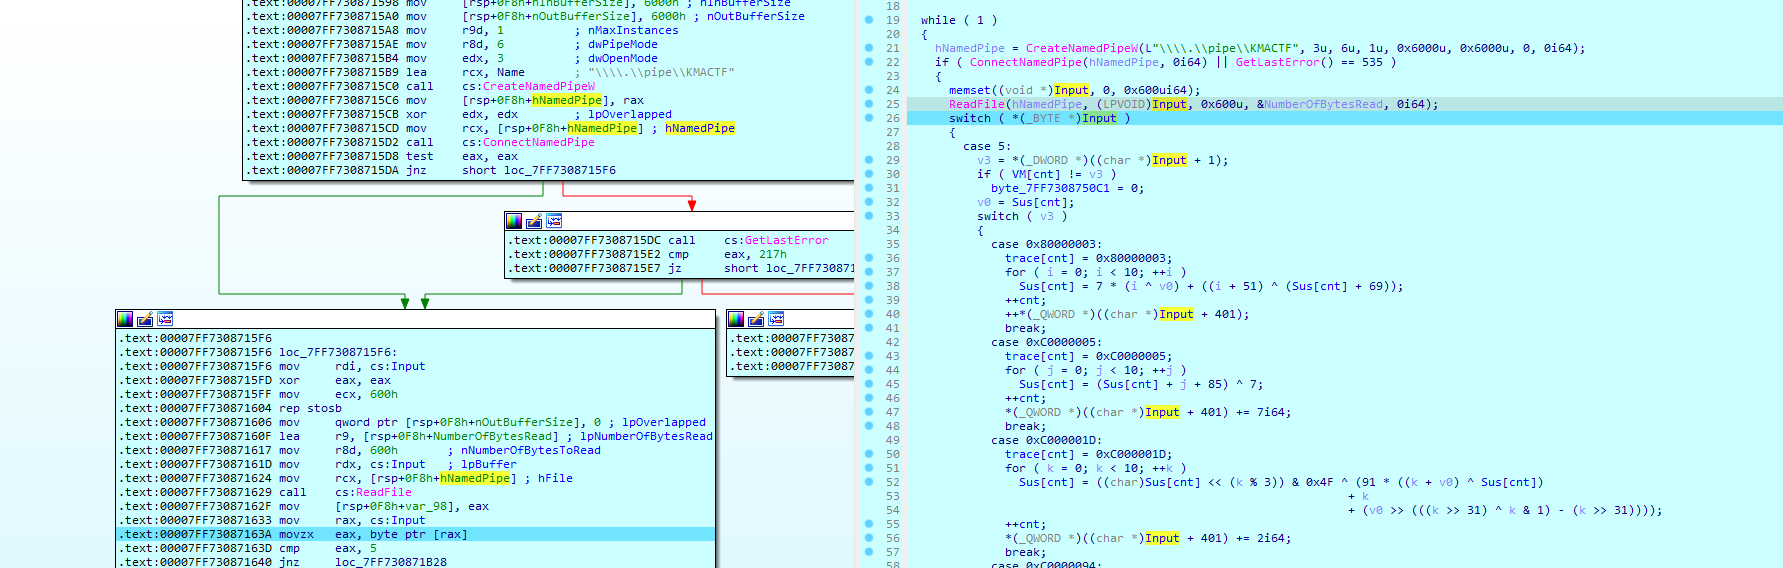 .text:00007FF730871598 mov     [rsp+0F8h+nInBufferSize], 6000h ; nInBufferSize
.text:00007FF7308715A0 mov     [rsp+0F8h+nOutBufferSize], 6000h ; nOutBufferSize
.text:00007FF7308715A8 mov     r9d, 1          ; nMaxInstances
.text:00007FF7308715AE mov     r8d, 6          ; dwPipeMode
.text:00007FF7308715B4 mov     edx, 3          ; dwOpenMode
.text:00007FF7308715B9 lea     rcx, Name       ; "\\\\.\\pipe\\KMACTF"
.text:00007FF7308715C0 call    cs:CreateNamedPipeW
.text:00007FF7308715C6 mov     [rsp+0F8h+hNamedPipe], rax
.text:00007FF7308715CB xor     edx, edx        ; lpOverlapped
.text:00007FF7308715CD mov     rcx, [rsp+0F8h+hNamedPipe] ; hNamedPipe
.text:00007FF7308715D2 call    cs:ConnectNamedPipe
.text:00007FF7308715D8 test    eax, eax
.text:00007FF7308715DA jnz     short loc_7FF7308715F6
.text:00007FF7308715DC call    cs:GetLastError
.text:00007FF7308715E2 cmp     eax, 217h
.text:00007FF7308715E7 jz      short loc_7FF730871
.text:00007FF7308715F6
.text:00007FF7308715F6 loc_7FF7308715F6:
.text:00007FF7308715F6 mov     rdi, cs:Input
.text:00007FF7308715FD xor     eax, eax
.text:00007FF7308715FF mov     ecx, 600h
.text:00007FF730871604 rep stosb
.text:00007FF730871606 mov     qword ptr [rsp+0F8h+nOutBufferSize], 0 ; lpOverlapped
.text:00007FF73087160F lea     r9, [rsp+0F8h+NumberOfBytesRead] ; lpNumberOfBytesRead
.text:00007FF730871617 mov     r8d, 600h       ; nNumberOfBytesToRead
.text:00007FF73087161D mov     rdx, cs:Input   ; lpBuffer
.text:00007FF730871624 mov     rcx, [rsp+0F8h+hNamedPipe] ; hFile
.text:00007FF730871629 call    cs:ReadFile
.text:00007FF73087162F mov     [rsp+0F8h+var_98], eax
.text:00007FF730871633 mov     rax, cs:Input
.text:00007FF73087163A movzx   eax, byte ptr [rax]
.text:00007FF73087163D cmp     eax, 5
.text:00007FF730871640 jnz     loc_7FF730871B28
.text:00007FF73087
.text:00007FF73087
.text:00007FF73087
18
19 while ( 1 )
20 {
21   hNamedPipe = CreateNamedPipeW(L"\\\\.\\pipe\\KMACTF", 3u, 6u, 1u, 0x6000u, 0x6000u, 0, 0i64);
22   if ( ConnectNamedPipe(hNamedPipe, 0i64) || GetLastError() == 535 )
23   {
24     memset((void *)Input, 0, 0x600ui64);
25     ReadFile(hNamedPipe, (LPVOID)Input, 0x600u, &NumberOfBytesRead, 0i64);
26     switch ( *(_BYTE *)Input )
27     {
28       case 5:
29         v3 = *(_DWORD *)((char *)Input + 1);
30         if ( VM[cnt] != v3 )
31           byte_7FF7308750C1 = 0;
32         v0 = Sus[cnt];
33         switch ( v3 )
34         {
35           case 0x80000003:
36             trace[cnt] = 0x80000003;
37             for ( i = 0; i < 10; ++i )
38               Sus[cnt] = 7 * (i ^ v0) + ((i + 51) ^ (Sus[cnt] + 69));
39             ++cnt;
40             ++*(_QWORD *)((char *)Input + 401);
41             break;
42           case 0xC0000005:
43             trace[cnt] = 0xC0000005;
44             for ( j = 0; j < 10; ++j )
45               Sus[cnt] = (Sus[cnt] + j + 85) ^ 7;
46             ++cnt;
47             *(_QWORD *)((char *)Input + 401) += 7i64;
48             break;
49           case 0xC000001D:
50             trace[cnt] = 0xC000001D;
51             for ( k = 0; k < 10; ++k )
52               Sus[cnt] = ((char)Sus[cnt] << (k % 3)) & 0x4F ^ (91 * ((k + v0) ^ Sus[cnt])
53 + k
54 + (v0 >> (((k >> 31) ^ k & 1) - (k >> 31))));
55             ++cnt;
56             *(_QWORD *)((char *)Input + 401) += 2i64;
57             break;
58           case 0xC0000094: